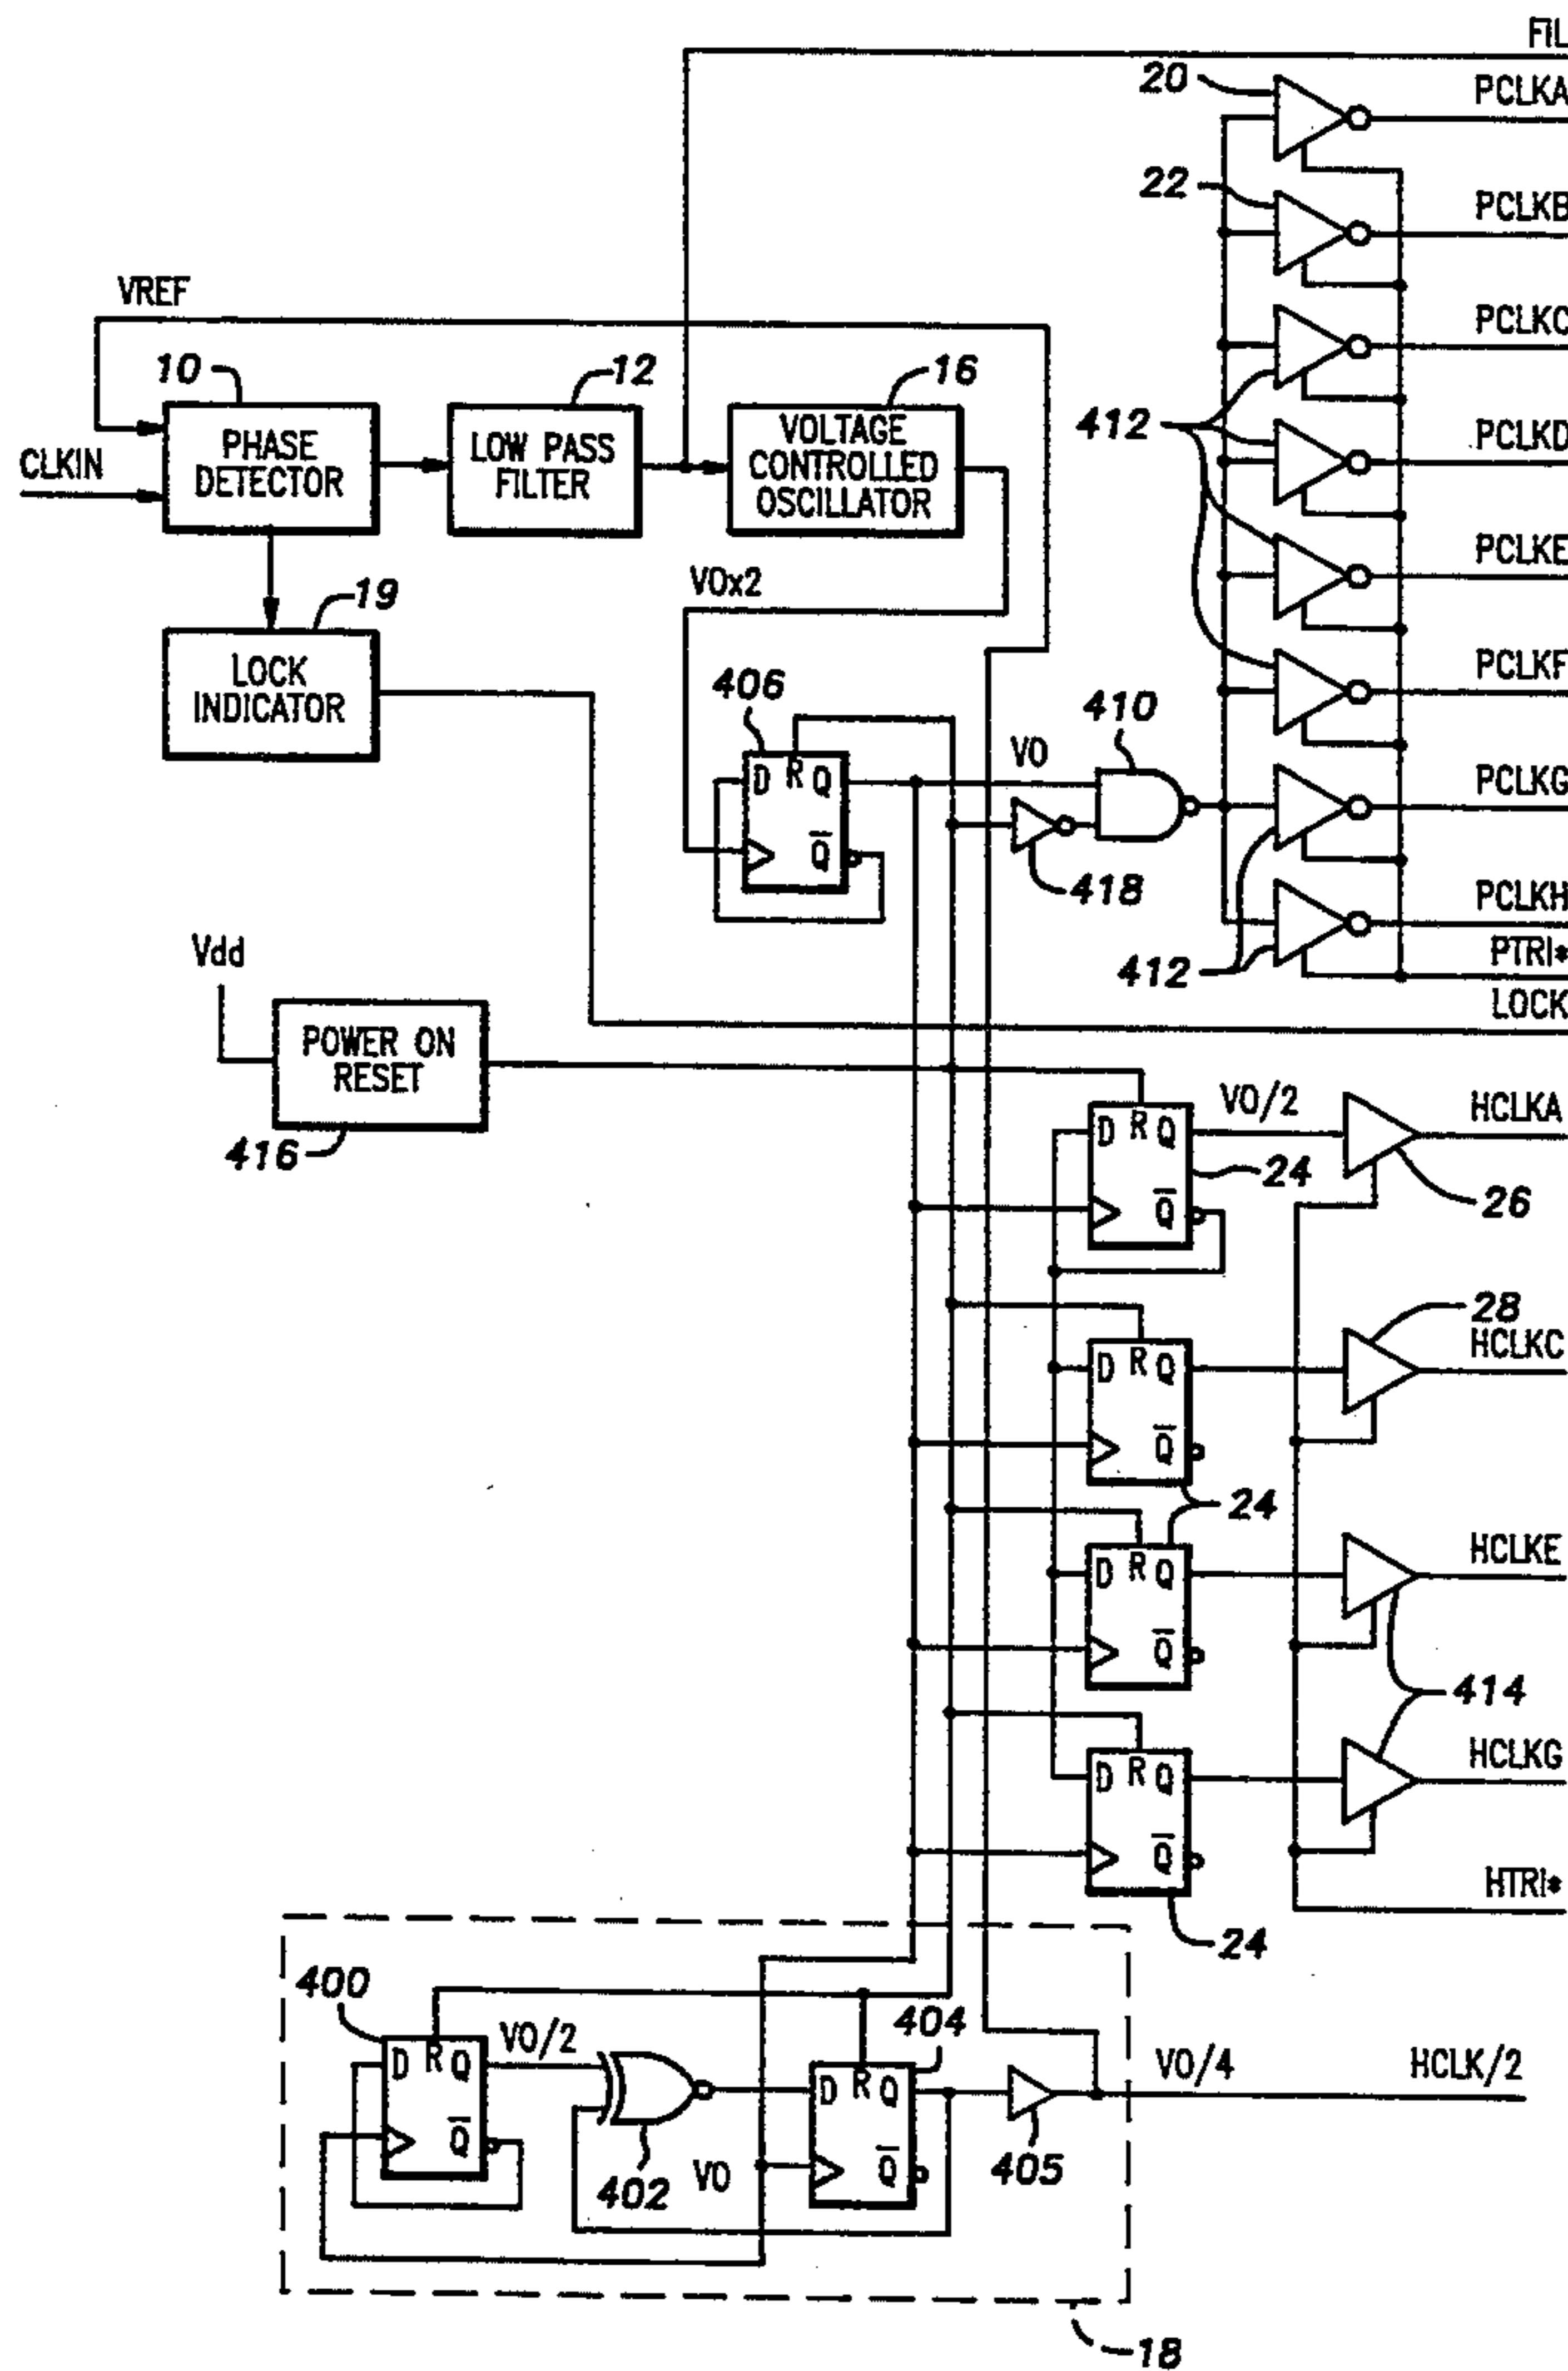 FIL
20
PCLKA
22
PCLKB
VREF
PCLKC
10
12
16
412
PCLKD
CLKIN
PHASE
DETECTOR
LOW PASS
FILTER
VOLTAGE
CONTROLLED
OSCILLATOR
PCLKE
VOx2
19
LOCK
INDICATOR
PCLKF
406
410
VO
D R Q
Q̅
PCLKG
418
PCLKH
412
Vdd
PTRI*
LOCK
POWER ON
RESET
416
VO/2
HCLKA
D R Q
Q̅
24
26
28
HCLKC
D R Q
Q̅
24
HCLKE
D R Q
Q̅
414
HCLKG
D R Q
Q̅
HTRI*
24
400
VO/2
404
VO/4
HCLK/2
D R Q
Q̅
D R Q
Q̅
402
VO
405
18